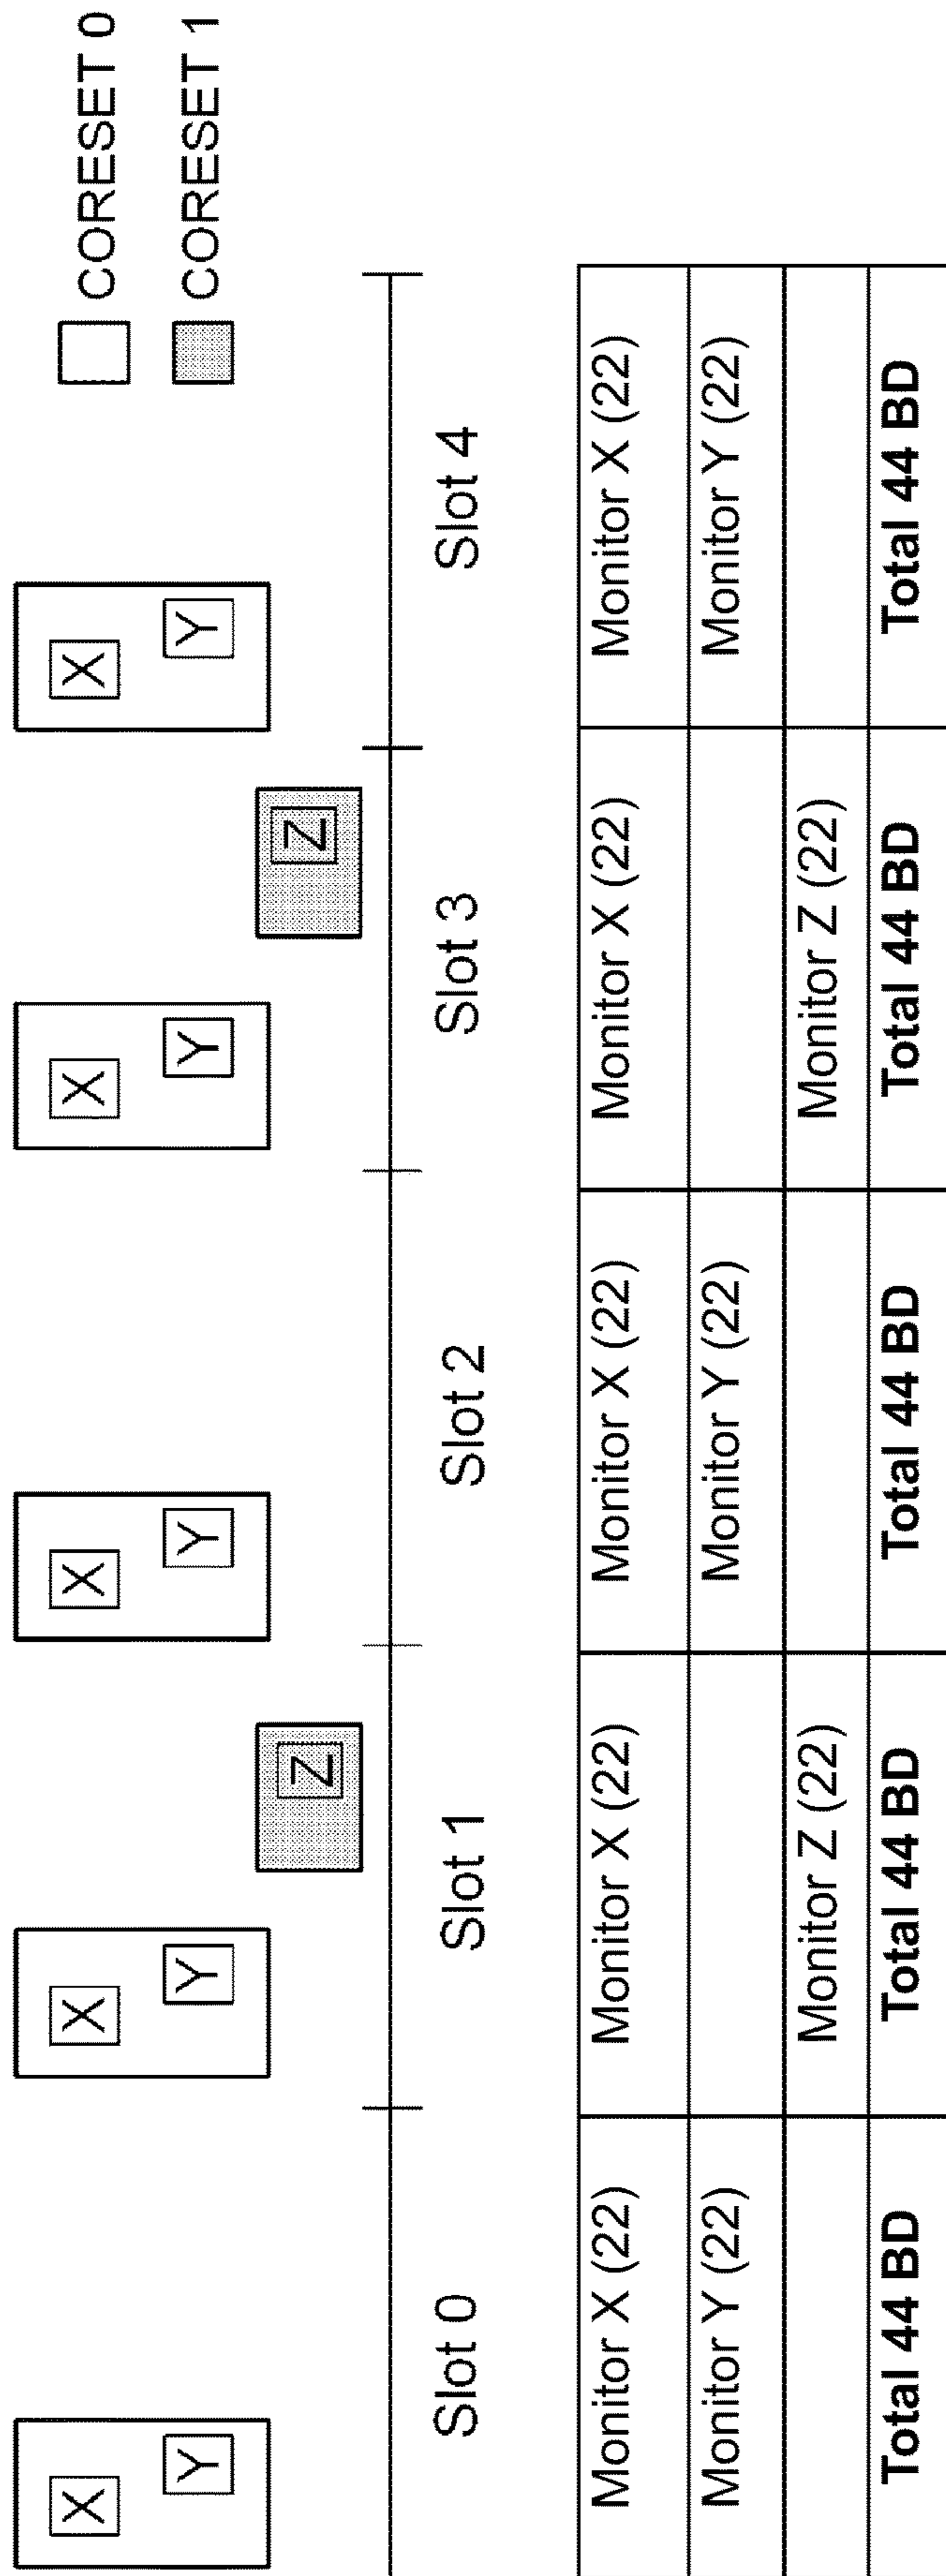 CORESET 0
CORESET 1
X X X X X
Y Y Y Y Y
Z Z
Slot 0 Slot 1 Slot 2 Slot 3 Slot 4
Monitor X (22) Monitor X (22) Monitor X (22) Monitor X (22) Monitor X (22)
Monitor Y (22) Monitor Y (22) Monitor Y (22)
Monitor Z (22) Monitor Z (22)
Total 44 BD Total 44 BD Total 44 BD Total 44 BD Total 44 BD